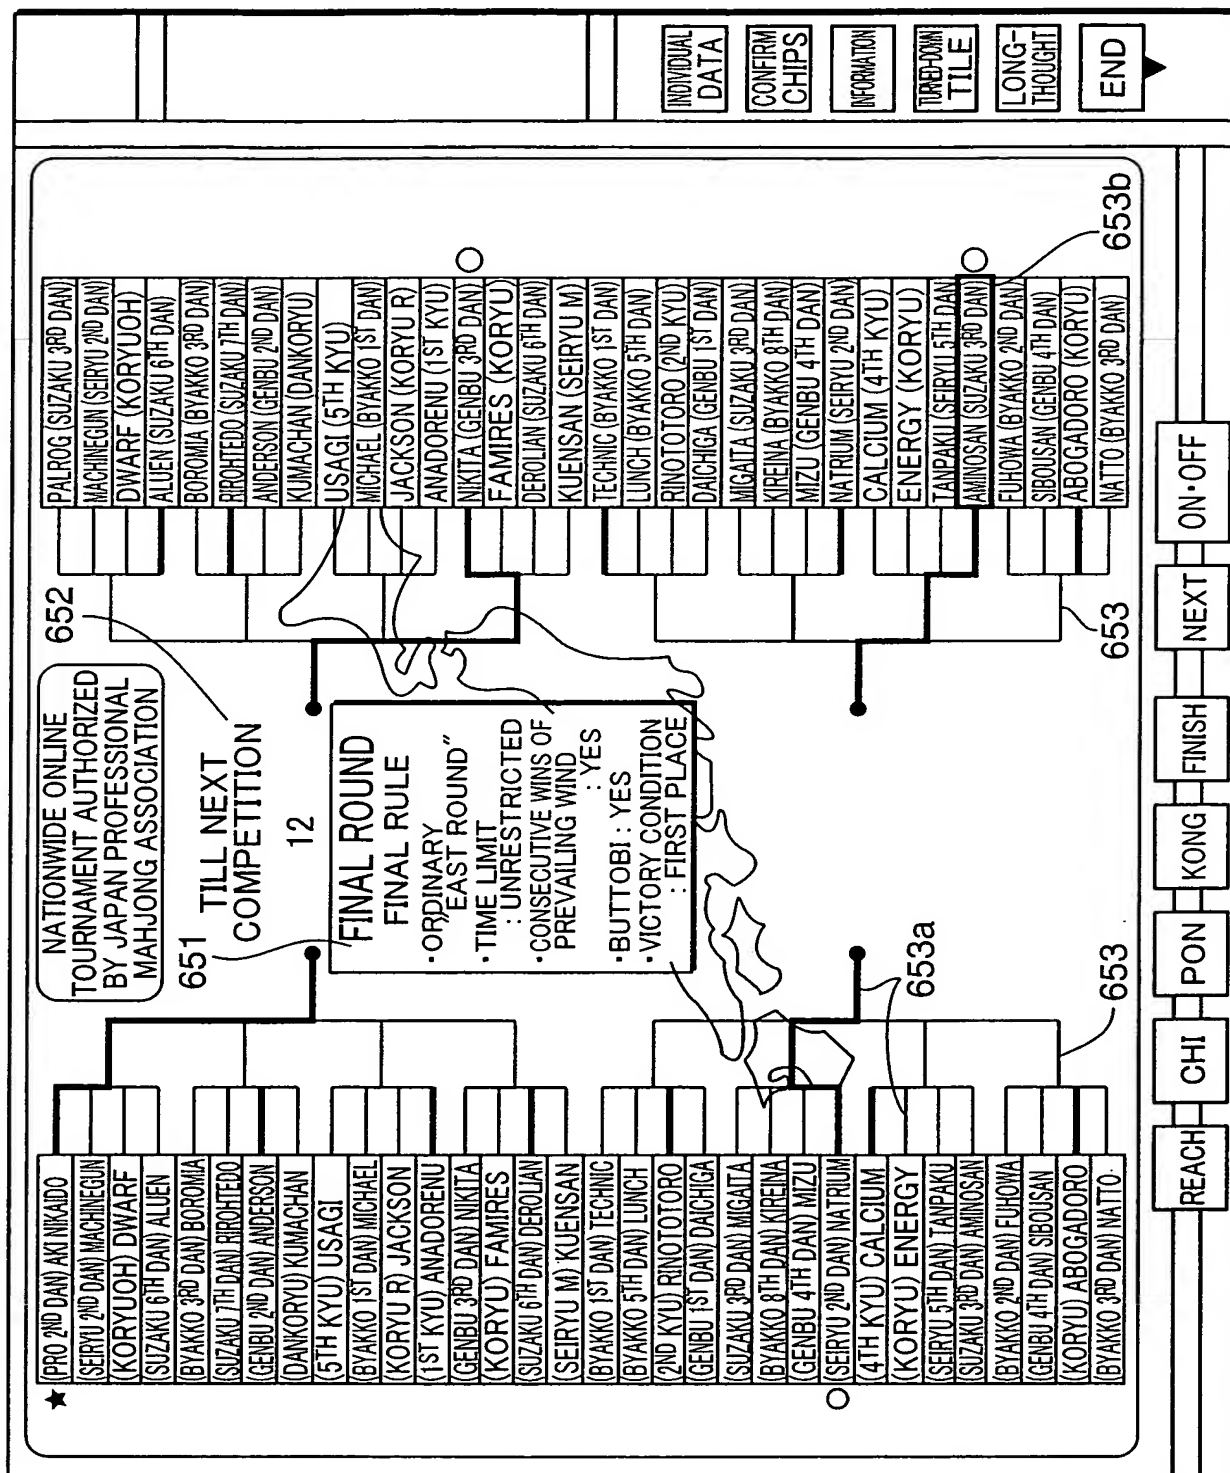 NATIONWIDE ONLINE
TOURNAMENT AUTHORIZED
BY JAPAN PROFESSIONAL
MAHJONG ASSOCIATION
652
TILL NEXT
COMPETITION
12
651
FINAL ROUND
FINAL RULE
・ORDINARY
EAST ROUND"
・TIME LIMIT
: UNRESTRICTED
・CONSECUTIVE WINS OF
PREVAILING WIND
: YES
・BUTTOBI : YES
・VICTORY CONDITION
: FIRST PLACE
★
(PRO 2ND DAN) AKI NIKAIDO
(SEIRYU 2ND DAN) MACHINEGUN
(KORYUOH) DWARF
(SUZAKU 6TH DAN) ALIEN
(BYAKKO 3RD DAN) BOROMIA
(SUZAKU 7TH DAN) RIROHTEDO
(GENBU 2ND DAN) ANDERSON
(DANKORYU) KUMACHAN
(5TH KYU) USAGI
(BYAKKO 1ST DAN) MICHAEL
(KORYU R) JACKSON
(1ST KYU) ANADORENU
(GENBU 3RD DAN) NIKITA
(KORYU) FAMIRES
(SUZAKU 6TH DAN) DEROLIAN
(SEIRYU M) KUENSAN
(BYAKKO 1ST DAN) TECHNIC
(BYAKKO 5TH DAN) LUNCH
(2ND KYU) RINOTOTORO
(GENBU 1ST DAN) DAICHIGA
(SUZAKU 3RD DAN) MIGAITA
(BYAKKO 8TH DAN) KIREINA
(GENBU 4TH DAN) MIZU
(SEIRYU 2ND DAN) NATRIUM
(4TH KYU) CALCIUM
(KORYU) ENERGY
(SEIRYU 5TH DAN) TANPAKU
(SUZAKU 3RD DAN) AMINOSAN
(BYAKKO 2ND DAN) FUHOWA
(GENBU 4TH DAN) SIBOUSAN
(KORYU) ABOGADORO
(BYAKKO 3RD DAN) NATTO
653a
653
PALROG (SUZAKU 3RD DAN)
MACHINEGUN (SEIRYU 2ND DAN)
DWARF (KORYUOH)
ALIEN (SUZAKU 6TH DAN)
BOROMIA (BYAKKO 3RD DAN)
RIROHTEDO (SUZAKU 7TH DAN)
ANDERSON (GENBU 2ND DAN)
KUMACHAN (DANKORYU)
USAGI (5TH KYU)
MICHAEL (BYAKKO 1ST DAN)
JACKSON (KORYU R)
ANADORENU (1ST KYU)
NIKITA (GENBU 3RD DAN)
FAMIRES (KORYU)
DEROLIAN (SUZAKU 6TH DAN)
KUENSAN (SEIRYU M)
TECHNIC (BYAKKO 1ST DAN)
LUNCH (BYAKKO 5TH DAN)
RINOTOTORO (2ND KYU)
DAICHIGA (GENBU 1ST DAN)
MIGAITA (SUZAKU 3RD DAN)
KIREINA (BYAKKO 8TH DAN)
MIZU (GENBU 4TH DAN)
NATRIUM (SEIRYU 2ND DAN)
CALCIUM (4TH KYU)
ENERGY (KORYU)
TANPAKU (SEIRYU 5TH DAN)
AMINOSAN (SUZAKU 3RD DAN)
FUHOWA (BYAKKO 2ND DAN)
SIBOUSAN (GENBU 4TH DAN)
ABOGADORO (KORYU)
NATTO (BYAKKO 3RD DAN)
653
653b
INDIVIDUAL
DATA
CONFIRM
CHIPS
INFORMATION
TURNED-DOWN
TILE
LONG-
THOUGHT
END
REACH
CHI
PON
KONG
FINISH
NEXT
ON・OFF